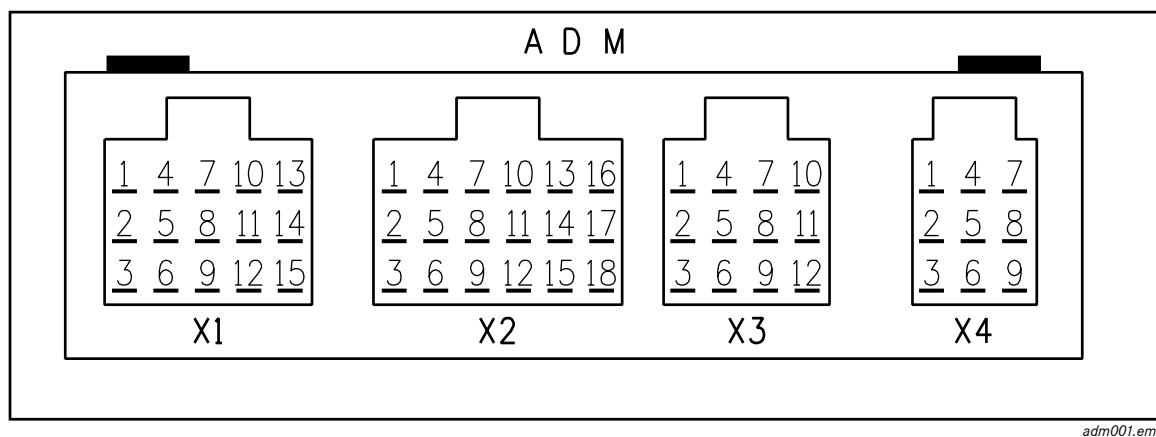 A D M
1 4 7 10 13
2 5 8 11 14
3 6 9 12 15
X1
1 4 7 10 13 16
2 5 8 11 14 17
3 6 9 12 15 18
X2
1 4 7 10
2 5 8 11
3 6 9 12
X3
1 4 7
2 5 8
3 6 9
X4
adm001.em